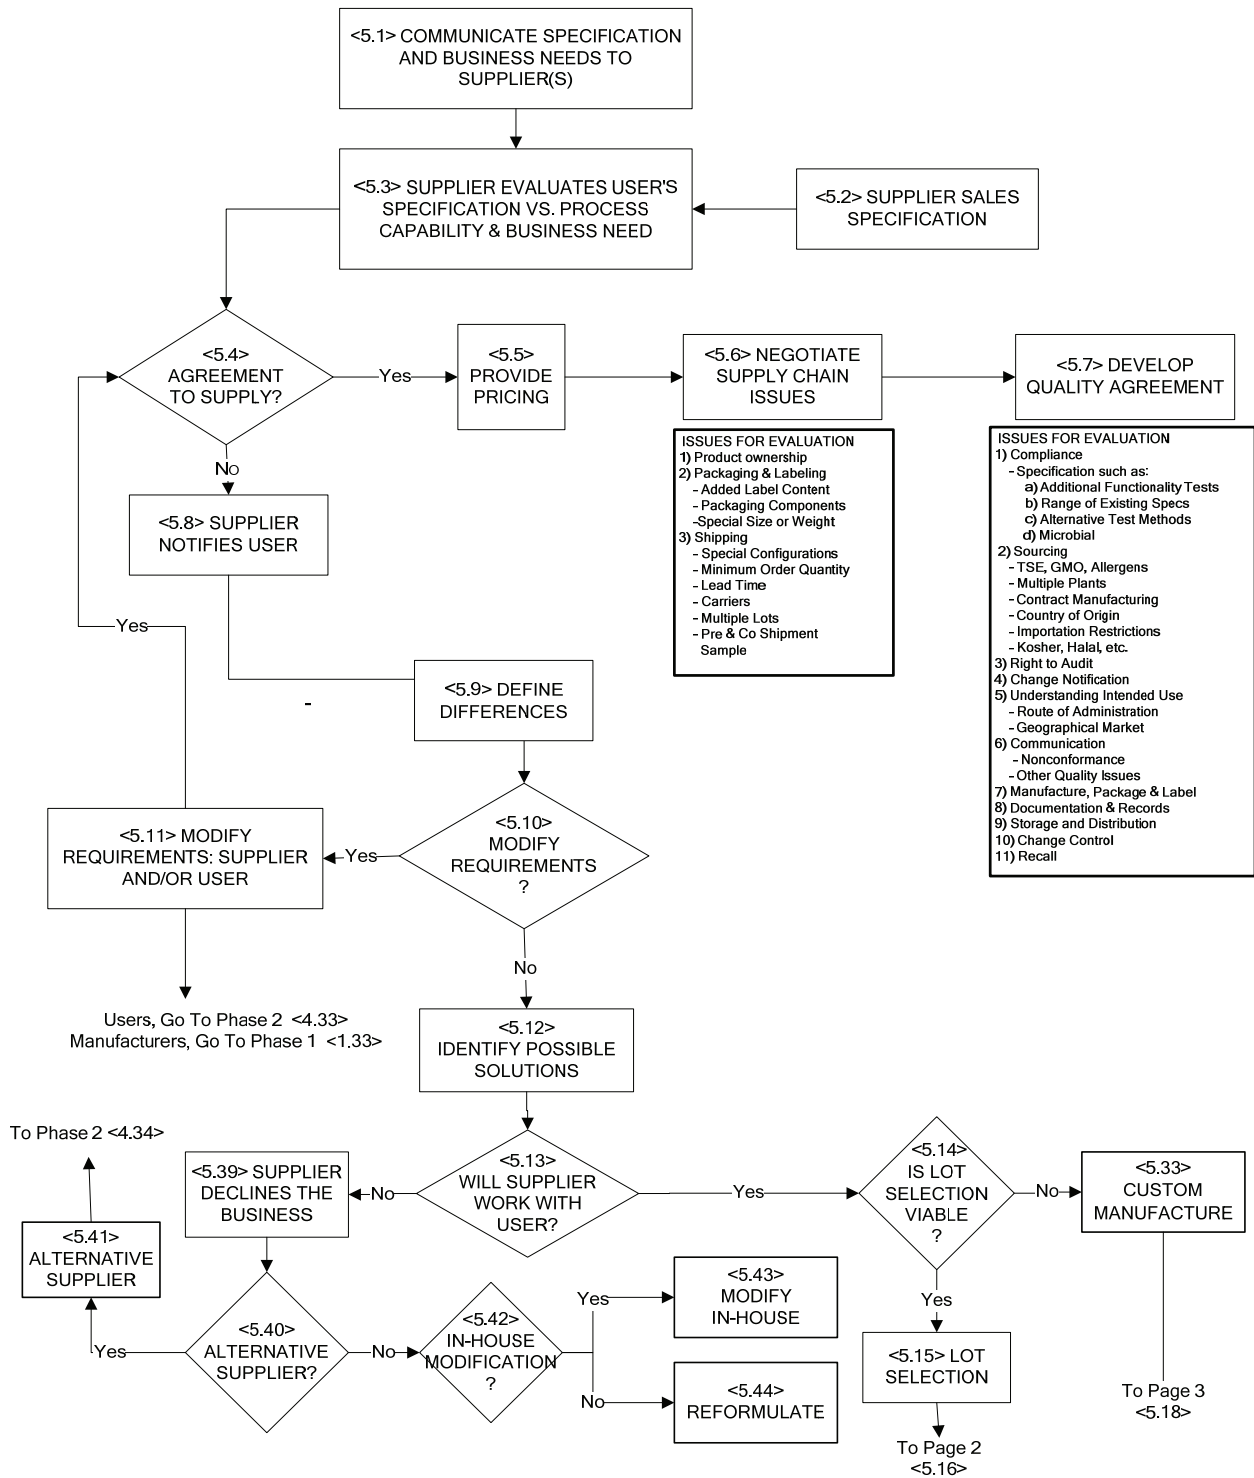 <5.1> COMMUNICATE SPECIFICATION
AND BUSINESS NEEDS TO
SUPPLIER(S)
<5.3> SUPPLIER EVALUATES USER'S
SPECIFICATION VS. PROCESS
CAPABILITY & BUSINESS NEED
<5.2> SUPPLIER SALES
SPECIFICATION
<5.4>
AGREEMENT
TO SUPPLY?
Yes
<5.5>
PROVIDE
PRICING
<5.6> NEGOTIATE
SUPPLY CHAIN
ISSUES
<5.7> DEVELOP
QUALITY AGREEMENT
ISSUES FOR EVALUATION
1) Product ownership
2) Packaging & Labeling
- Added Label Content
- Packaging Components
-Special Size or Weight
3) Shipping
- Special Configurations
- Minimum Order Quantity
- Lead Time
- Carriers
- Multiple Lots
- Pre & Co Shipment
Sample
ISSUES FOR EVALUATION
1) Compliance
- Specification such as:
a) Additional Functionality Tests
b) Range of Existing Specs
c) Alternative Test Methods
d) Microbial
2) Sourcing
- TSE, GMO, Allergens
- Multiple Plants
- Contract Manufacturing
- Country of Origin
- Importation Restrictions
- Kosher, Halal, etc.
3) Right to Audit
4) Change Notification
5) Understanding Intended Use
- Route of Administration
- Geographical Market
6) Communication
- Nonconformance
- Other Quality Issues
7) Manufacture, Package & Label
8) Documentation & Records
9) Storage and Distribution
10) Change Control
11) Recall
No
<5.8> SUPPLIER
NOTIFIES USER
Yes
<5.9> DEFINE
DIFFERENCES
-
<5.10>
MODIFY
REQUIREMENTS
?
Yes
<5.11> MODIFY
REQUIREMENTS: SUPPLIER
AND/OR USER
Users, Go To Phase 2 <4.33>
Manufacturers, Go To Phase 1 <1.33>
No
<5.12>
IDENTIFY POSSIBLE
SOLUTIONS
<5.13>
WILL SUPPLIER
WORK WITH
USER?
No
<5.39> SUPPLIER
DECLINES THE
BUSINESS
To Phase 2 <4.34>
<5.41>
ALTERNATIVE
SUPPLIER
Yes
<5.40>
ALTERNATIVE
SUPPLIER?
No
<5.42>
IN-HOUSE
MODIFICATION
?
Yes
<5.43>
MODIFY
IN-HOUSE
No
<5.44>
REFORMULATE
Yes
<5.14>
IS LOT
SELECTION
VIABLE
?
No
<5.33>
CUSTOM
MANUFACTURE
Yes
<5.15> LOT
SELECTION
To Page 2
<5.16>
To Page 3
<5.18>